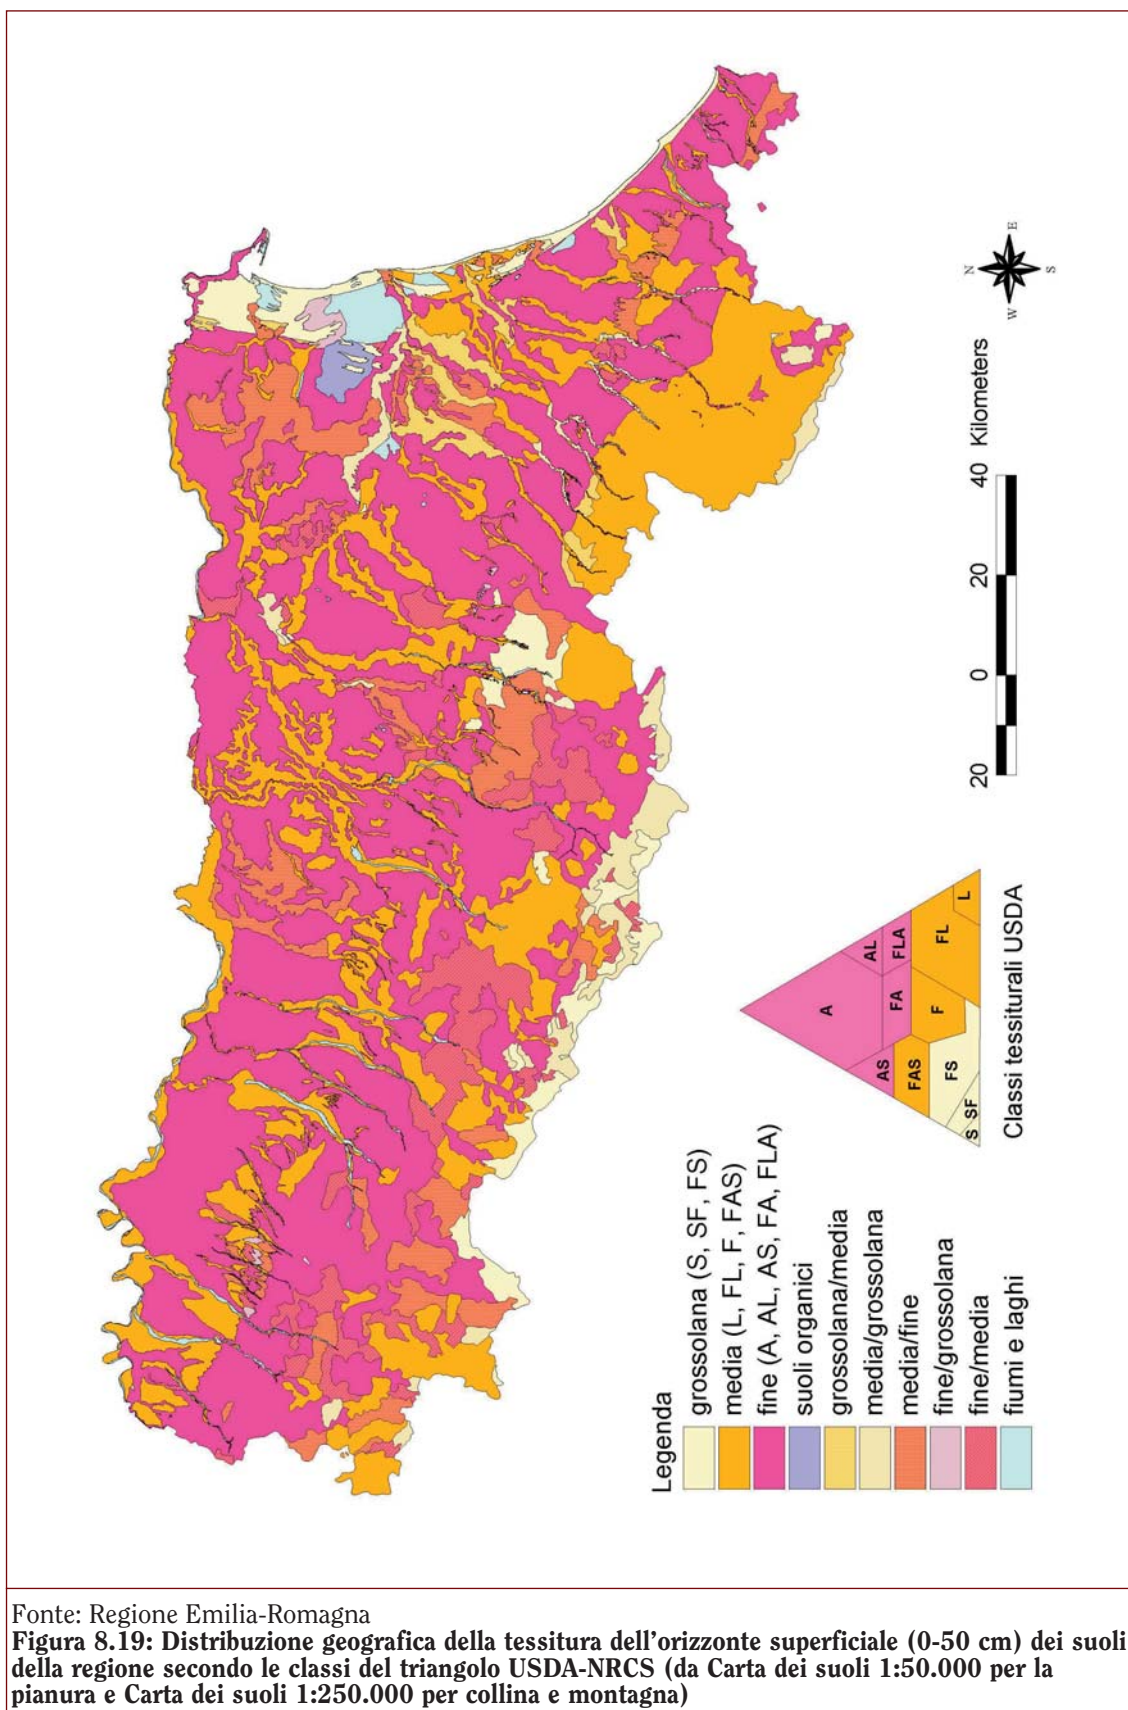 N
W
E
S
20
0
20
40
Kilometers
Legenda
grossolana (S, SF, FS)
media (L, FL, F, FAS)
fine (A, AL, AS, FA, FLA)
suoli organici
grossolana/media
media/grossolana
media/fine
fine/grossolana
fine/media
fiumi e laghi
A
AS
FA
AL
FLA
FAS
F
FL
FS
S
SF
L
Classi tessiturali USDA
Fonte: Regione Emilia-Romagna
Figura 8.19: Distribuzione geografica della tessitura dell'orizzonte superficiale (0-50 cm) dei suoli
della regione secondo le classi del triangolo USDA-NRCS (da Carta dei suoli 1:50.000 per la
pianura e Carta dei suoli 1:250.000 per collina e montagna)